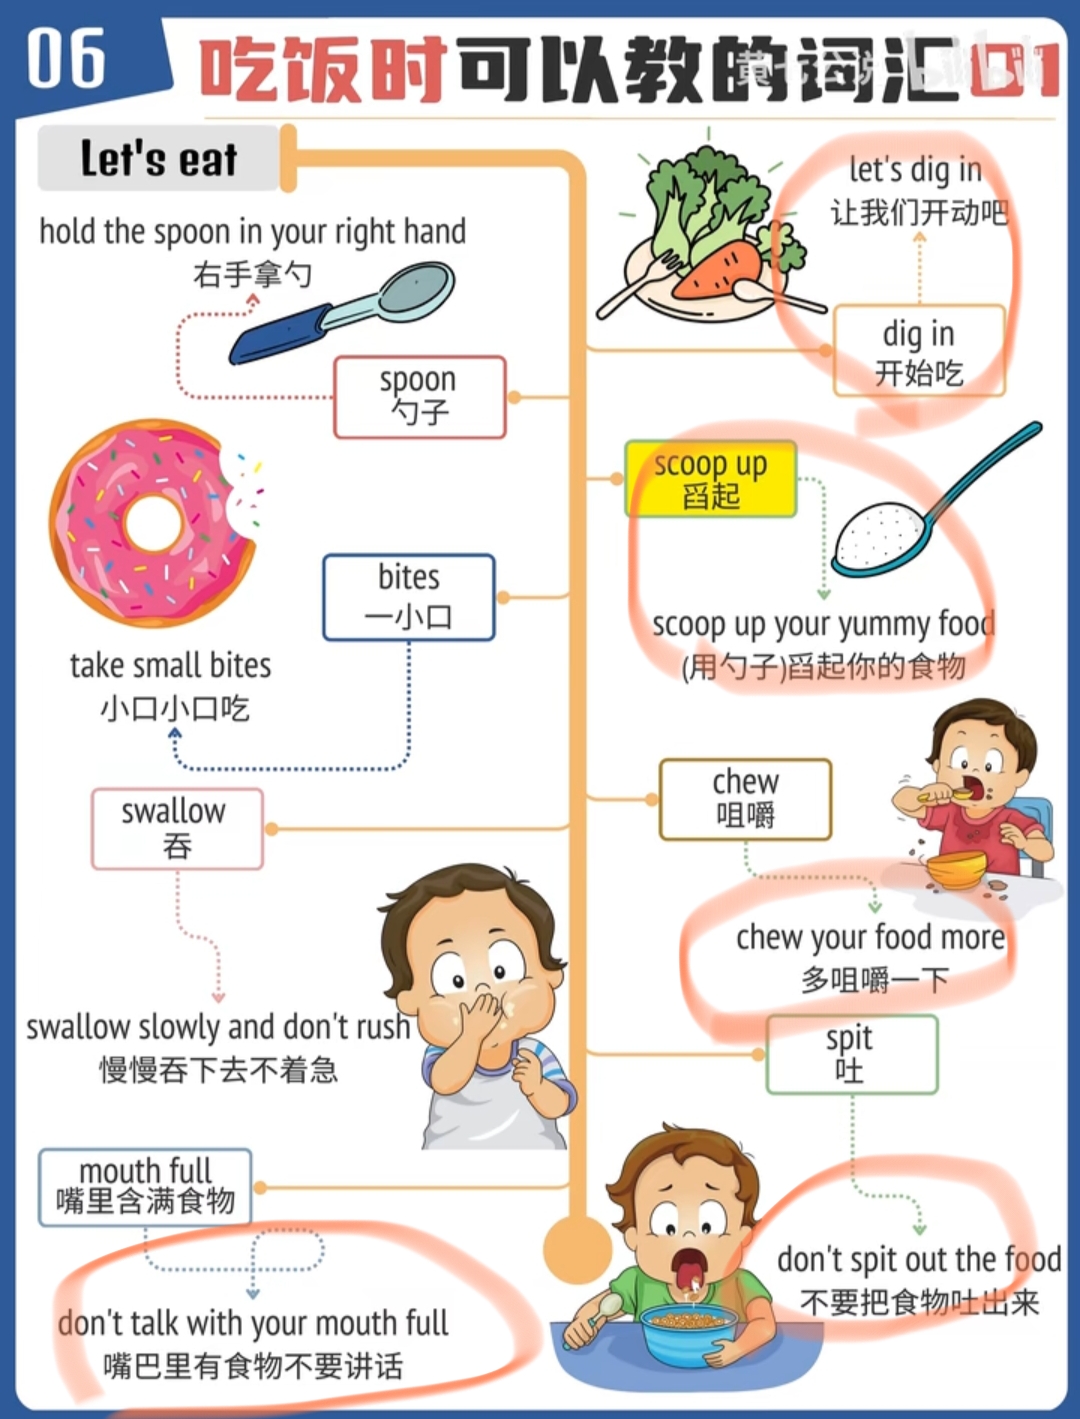 06
吃饭时可以教的词汇01
Let's eat
hold the spoon in your right hand
右手拿勺
spoon
勺子
bites
一小口
take small bites
小口小口吃
swallow
吞
swallow slowly and don't rush
慢慢吞下去不着急
mouth full
嘴里含满食物
don't talk with your mouth full
嘴巴里有食物不要讲话
let's dig in
让我们开动吧
dig in
开始吃
scoop up
舀起
scoop up your yummy food
(用勺子)舀起你的食物
chew
咀嚼
chew your food more
多咀嚼一下
spit
吐
don't spit out the food
不要把食物吐出来